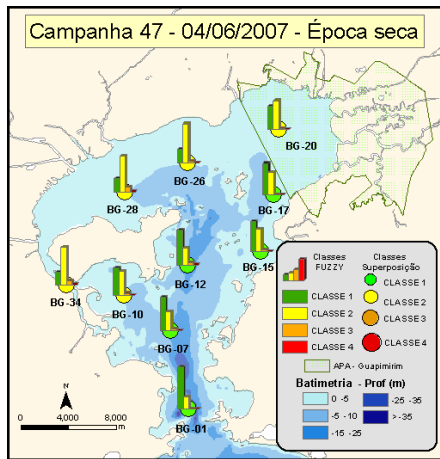 Campanha 47 - 04/06/2007 - Época seca
BG-20
BG-26
BG-28
BG-17
BG-15
BG-12
BG-34
BG-10
BG-07
BG-01
N
0 4,000 8,000
m
Classes FUZZY
CLASSE 1
CLASSE 2
CLASSE 3
CLASSE 4
Classes Superposição
CLASSE 1
CLASSE 2
CLASSE 3
CLASSE 4
APA - Guapimirim
Batimetria - Prof (m)
0 -5
-5 -10
-15 -25
-25 -35
> -35